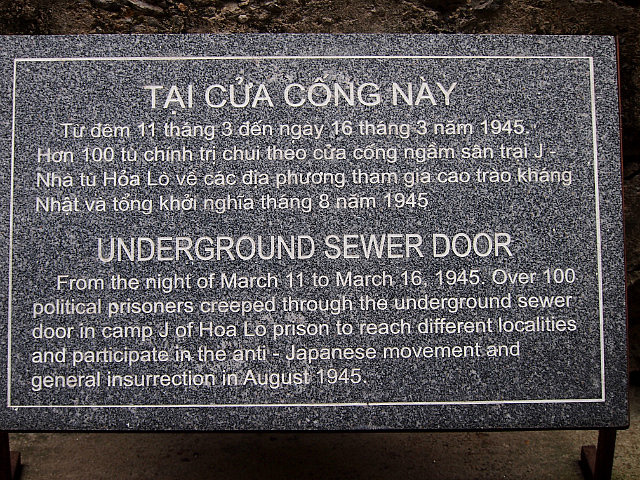 TẠI CỬA CỐNG NÀY
Từ đêm 11 tháng 3 đến ngày 16 tháng 3 năm 1945.
Hơn 100 tù chính trị chui theo cửa cống ngầm sân trại J -
Nhà tù Hỏa Lò về các địa phương tham gia cao trào kháng
Nhật và tổng khởi nghĩa tháng 8 năm 1945
UNDERGROUND SEWER DOOR
From the night of March 11 to March 16, 1945. Over 100
political prisoners creeped through the underground sewer
door in camp J of Hoa Lo prison to reach different localities
and participate in the anti - Japanese movement and
general insurrection in August 1945.